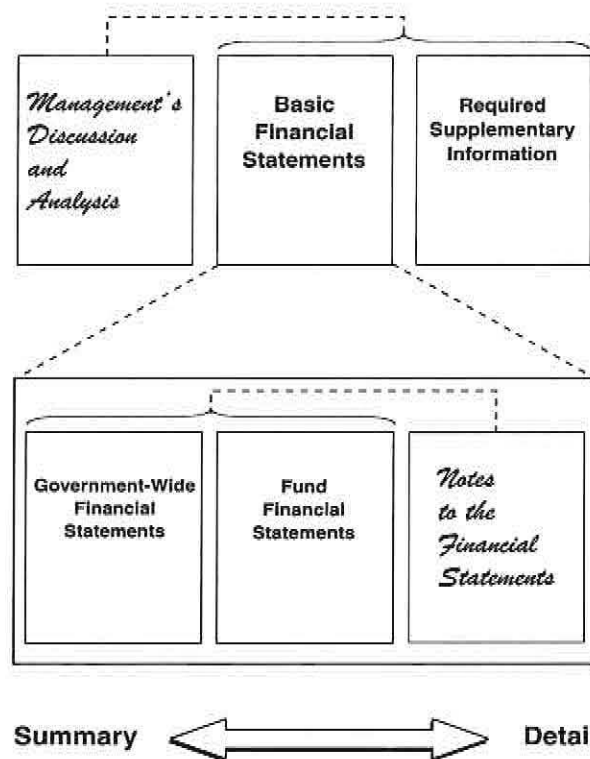 Management's
Discussion
and
Analysis
Basic
Financial
Statements
Required
Supplementary
Information
Government-Wide
Financial
Statements
Fund
Financial
Statements
Notes
to the
Financial
Statements
Summary
Detai